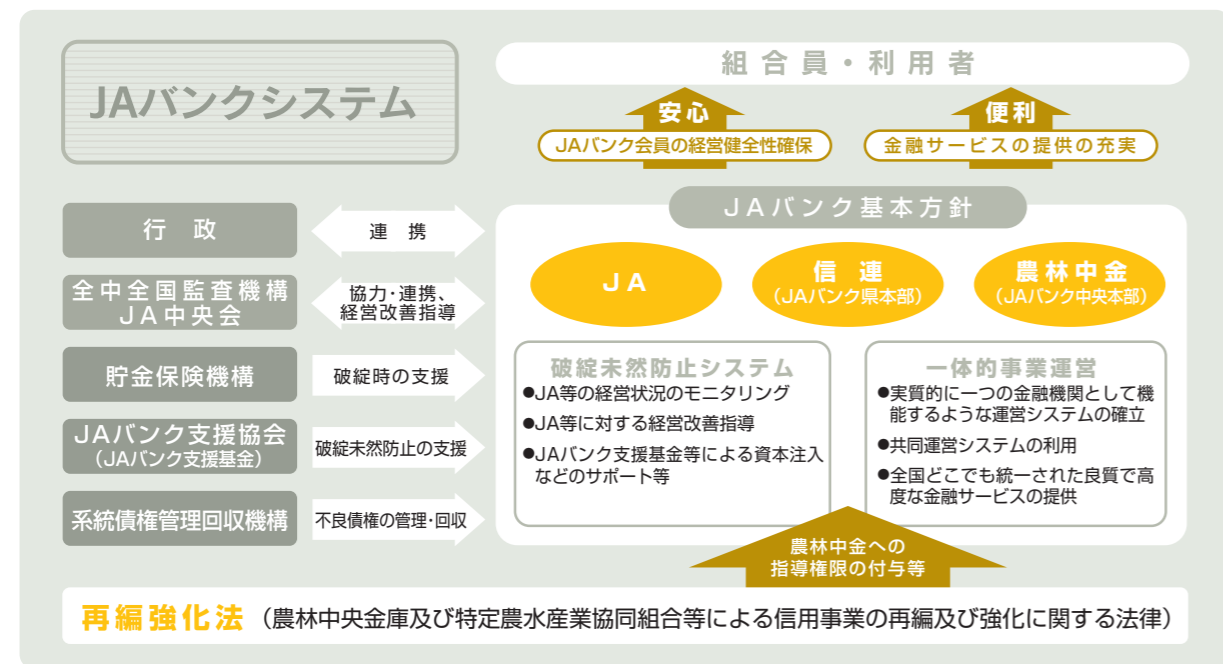 JAバンクシステム
組合員・利用者
安心
JAバンク会員の経営健全性確保
便利
金融サービスの提供の充実
行政
連携
全中全国監査機構
JA中央会
協力・連携、
経営改善指導
貯金保険機構
破綻時の支援
JAバンク支援協会
（JAバンク支援基金）
破綻未然防止の支援
系統債権管理回収機構
不良債権の管理・回収
JAバンク基本方針
JA
信連
（JAバンク県本部）
農林中金
（JAバンク中央本部）
破綻未然防止システム
●JA等の経営状況のモニタリング
●JA等に対する経営改善指導
●JAバンク支援基金等による資本注入
などのサポート等
一体的事業運営
●実質的に一つの金融機関として機
能するような運営システムの確立
●共同運営システムの利用
●全国どこでも統一された良質で高
度な金融サービスの提供
農林中金への
指導権限の付与等
再編強化法（農林中央金庫及び特定農水産業協同組合等による信用事業の再編及び強化に関する法律）